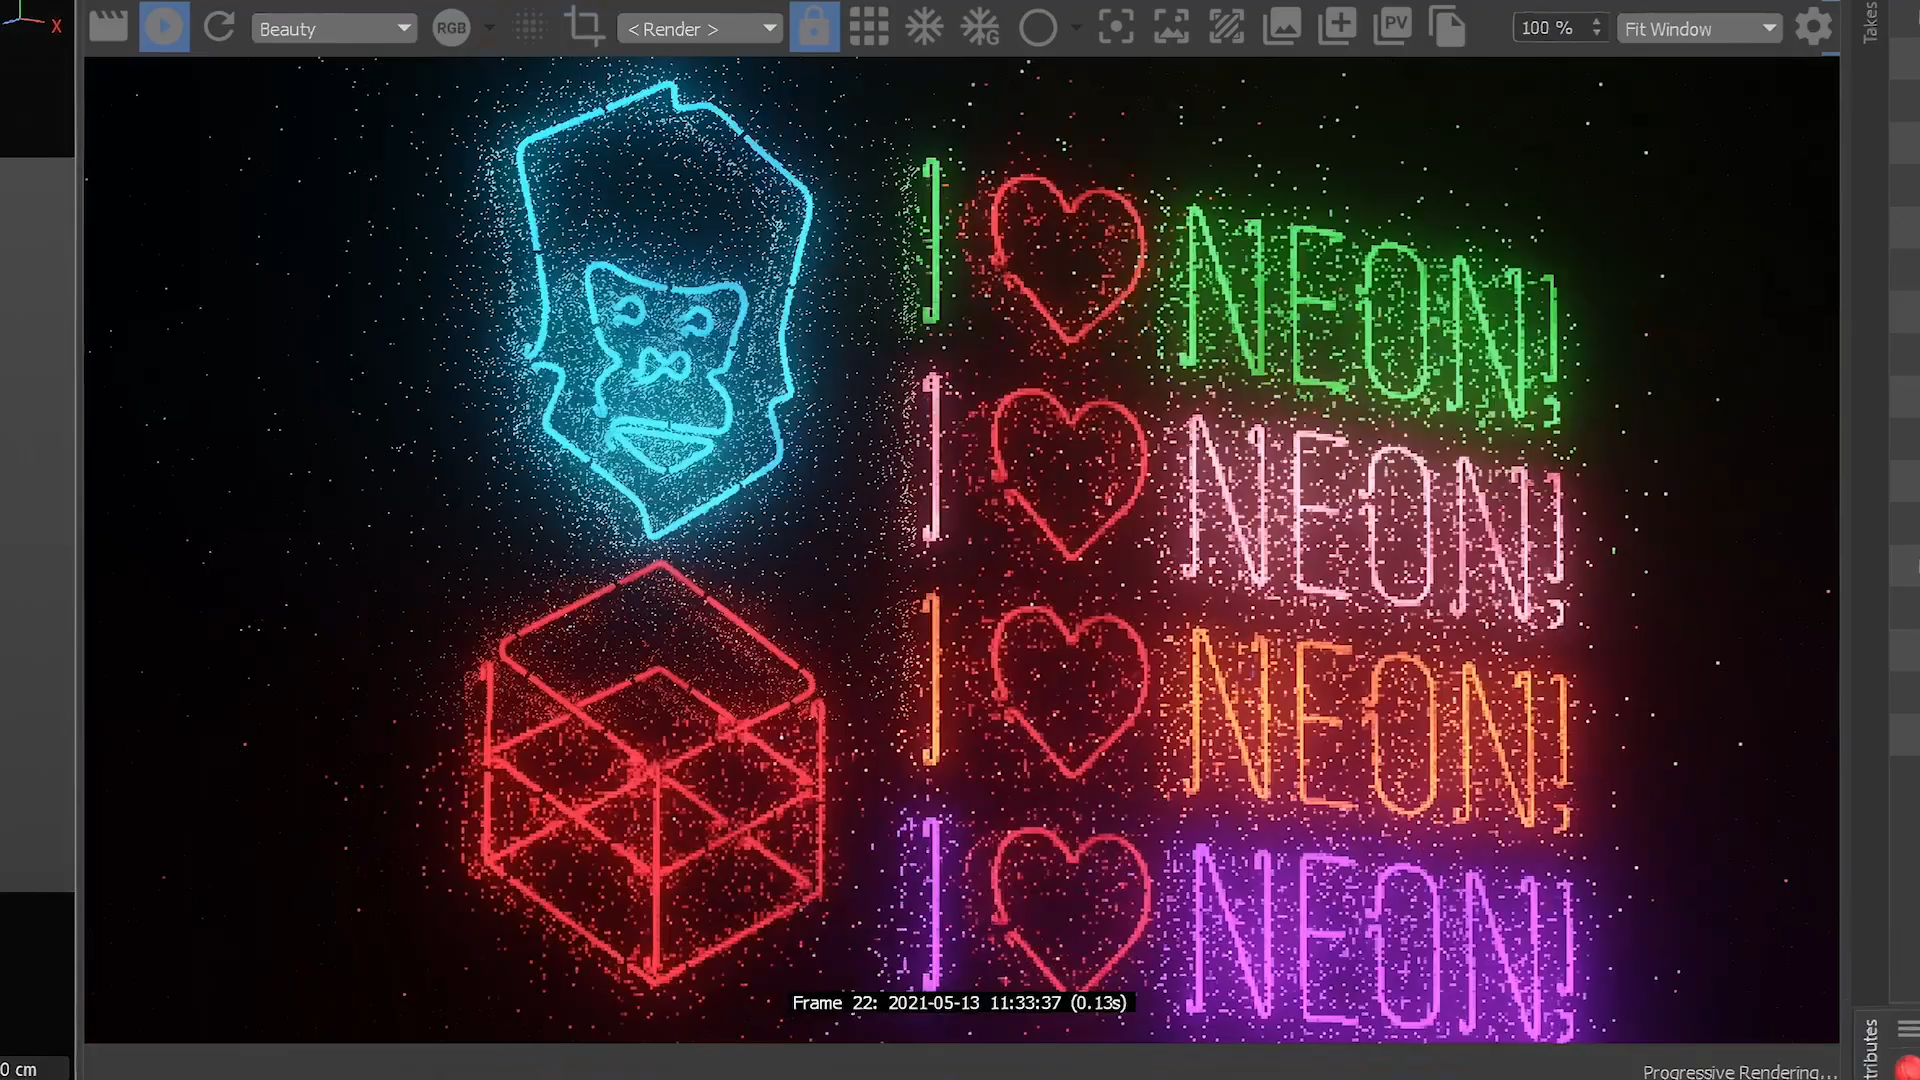 X
Beauty
RGB
< Render >
G
PV
100 %
Fit Window
Takes
I NEON!
I NEON!
I NEON!
I NEON!
Frame 22: 2021-05-13 11:33:37 (0.13s)
0 cm
Progressive Rendering...
tributes